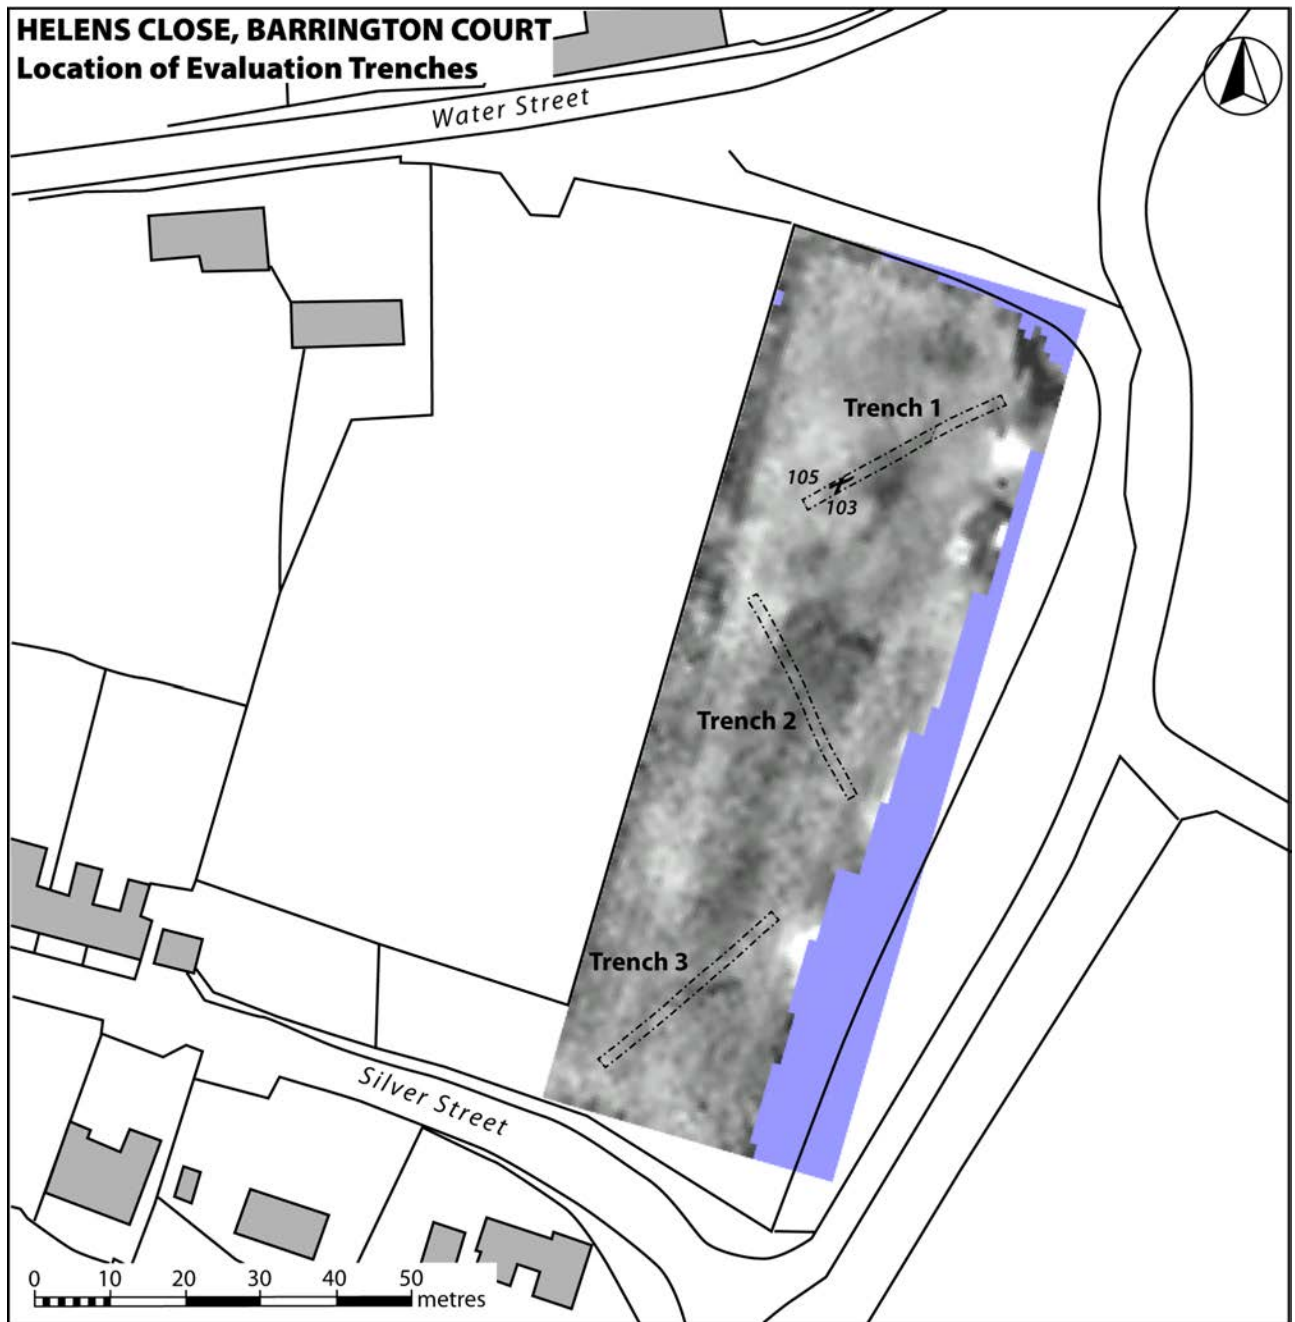 HELENS CLOSE, BARRINGTON COURT
Location of Evaluation Trenches
Water Street
Trench 1
105
103
Trench 2
Trench 3
Silver Street
0 10 20 30 40 50
metres